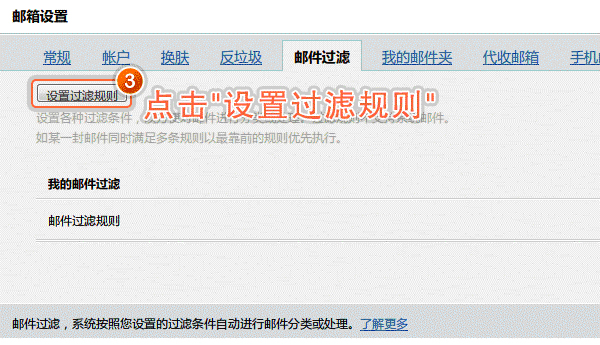 邮箱设置
常规 帐户 换肤 反垃圾 邮件过滤 我的邮件夹 代收邮箱 手机
设置过滤规则
3
点击"设置过滤规则"
设置各种过滤条件，
邮件。
如某一封邮件同时满足多条规则以最靠前的规则优先执行。
我的邮件过滤
邮件过滤规则
邮件过滤，系统按照您设置的过滤条件自动进行邮件分类或处理。了解更多